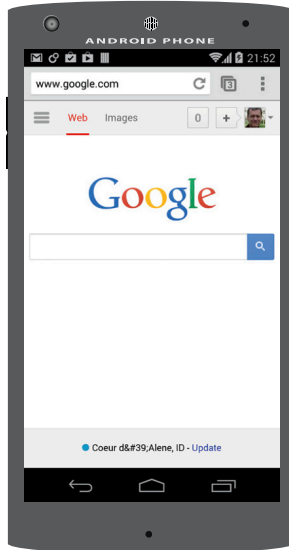 ANDROID PHONE
21:52
www.google.com
3
Web Images 0 +
Google
Coeur d&#39;Alene, ID - Update